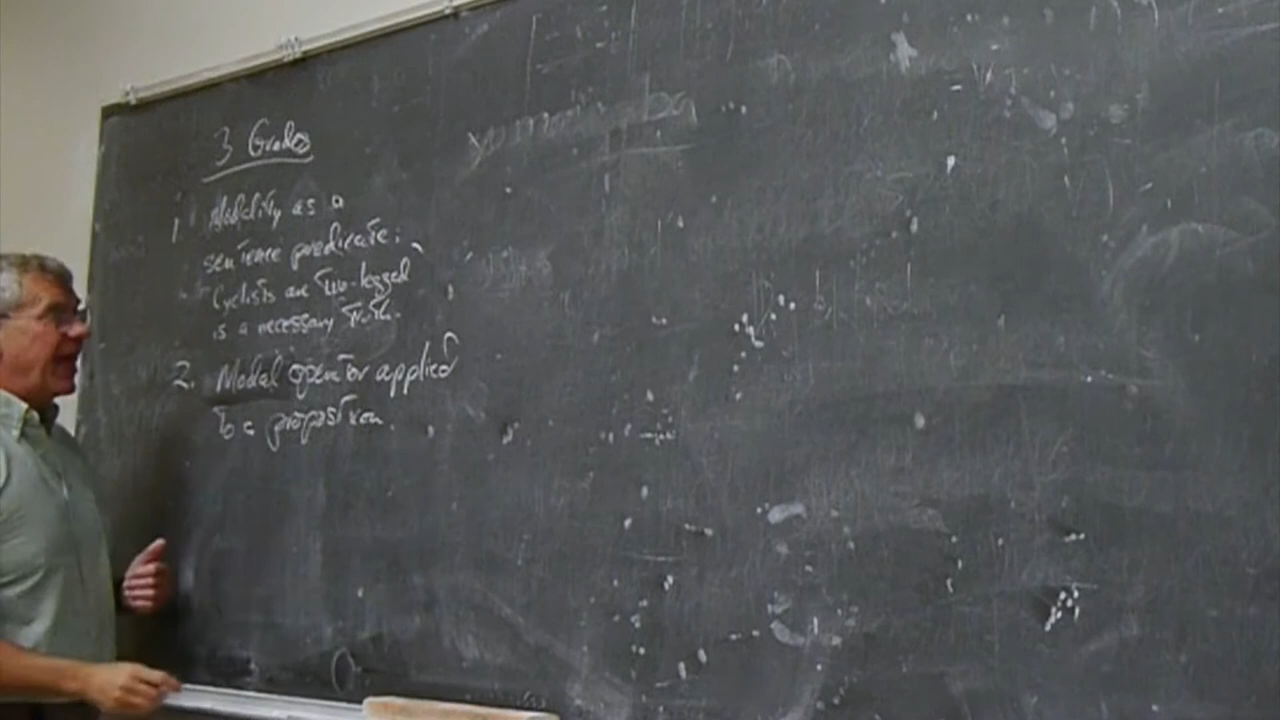 3 Grades
1. Modality as a
sentence predicate:
Cyclists are two-legged
is a necessary truth.
2. Modal operator applied
to a proposition.